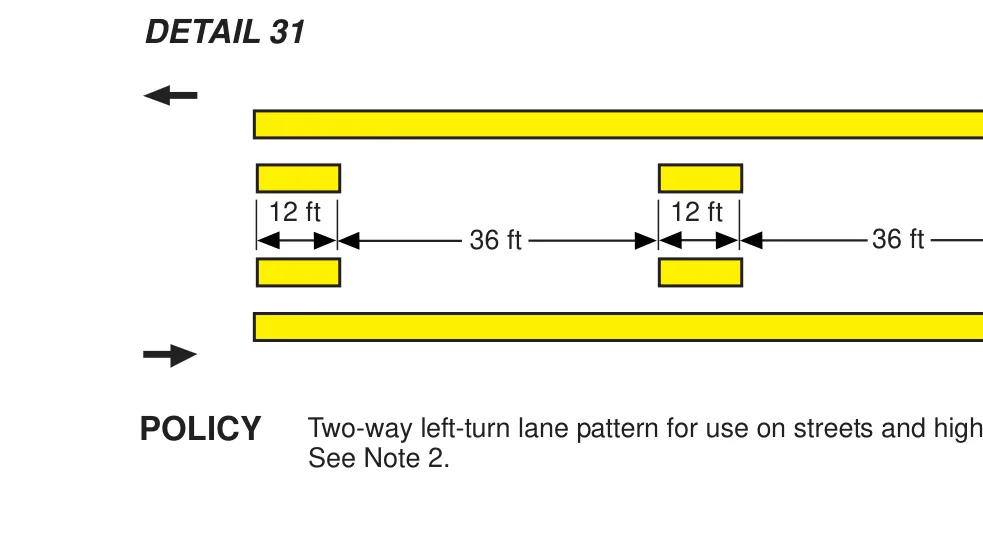 DETAIL 31
12 ft 12 ft
36 ft 36 ft
POLICY Two-way left-turn lane pattern for use on streets and high
See Note 2.